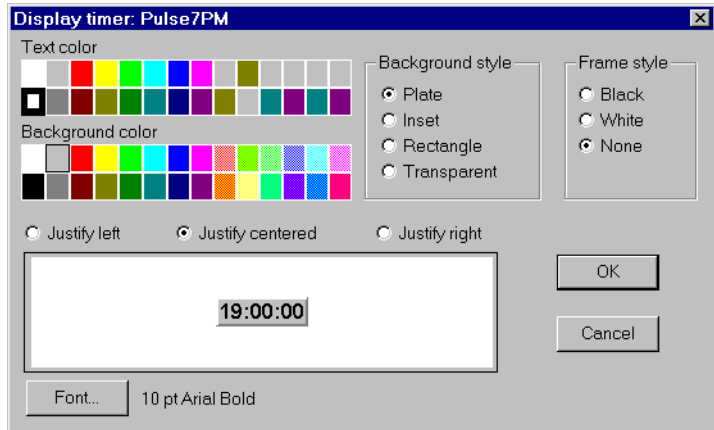 Display timer: Pulse7PM
Text color
Background color
Background style
Plate
Inset
Rectangle
Transparent
Frame style
Black
White
None
Justify left
Justify centered
Justify right
19:00:00
OK
Cancel
Font...
10 pt Arial Bold